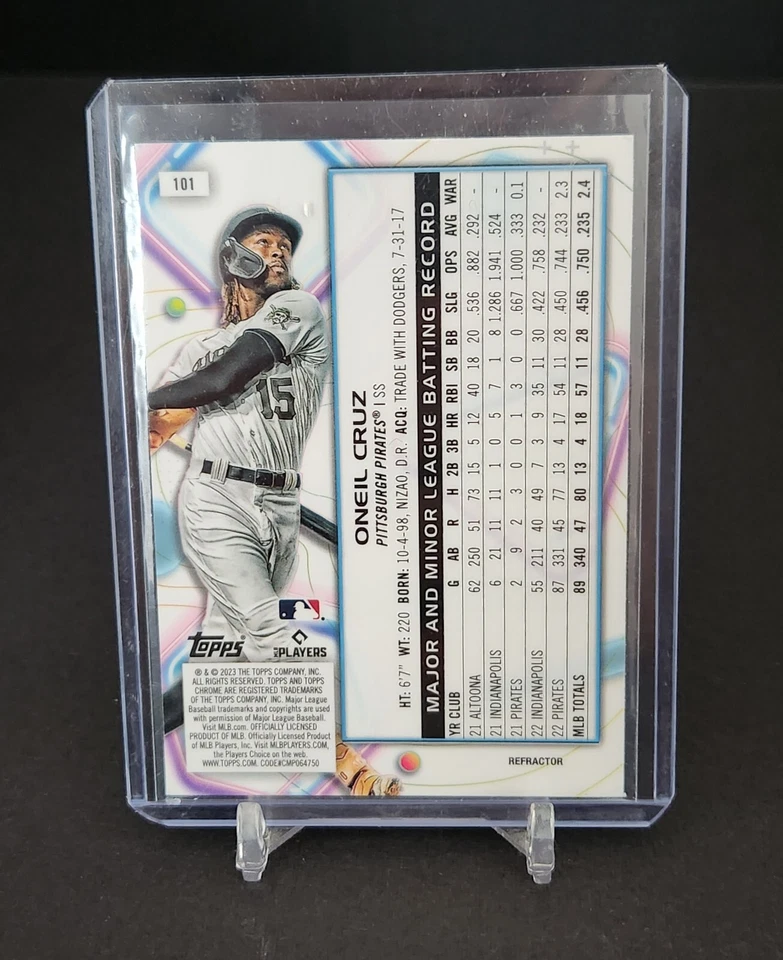 101
15
ONEIL CRUZ
PITTSBURGH PIRATES® | SS
HT: 6'7" WT: 220 BORN: 10-4-98, NIZAO, D.R. ACQ: TRADE WITH DODGERS, 7-31-17
MAJOR AND MINOR LEAGUE BATTING RECORD
YR CLUB G AB R H 2B 3B HR RBI SB BB SLG OPS AVG WAR
21 ALTOONA 62 250 51 73 15 5 12 40 18 20 .536 .882 .292 -
21 INDIANAPOLIS 6 21 11 11 1 0 5 7 1 8 1.286 1.941 .524 -
21 PIRATES 2 9 2 3 0 0 1 3 0 0 .667 1.000 .333 0.1
22 INDIANAPOLIS 55 211 40 49 7 3 9 35 11 30 .422 .758 .232 -
22 PIRATES 87 331 45 77 13 4 17 54 11 28 .450 .744 .233 2.3
MLB TOTALS 89 340 47 80 13 4 18 57 11 28 .456 .750 .235 2.4
TOPPS
MLB PLAYERS
® & © 2023 THE TOPPS COMPANY, INC.
ALL RIGHTS RESERVED. TOPPS AND TOPPS
CHROME ARE REGISTERED TRADEMARKS
OF THE TOPPS COMPANY, INC. Major League
Baseball trademarks and copyrights are used
with permission of Major League Baseball.
Visit MLB.com. OFFICIALLY LICENSED
PRODUCT OF MLB. Officially Licensed Product
of MLB Players, Inc. Visit MLBPLAYERS.COM,
the Players Choice on the web.
WWW.TOPPS.COM. CODE#CMP064750
REFRACTOR